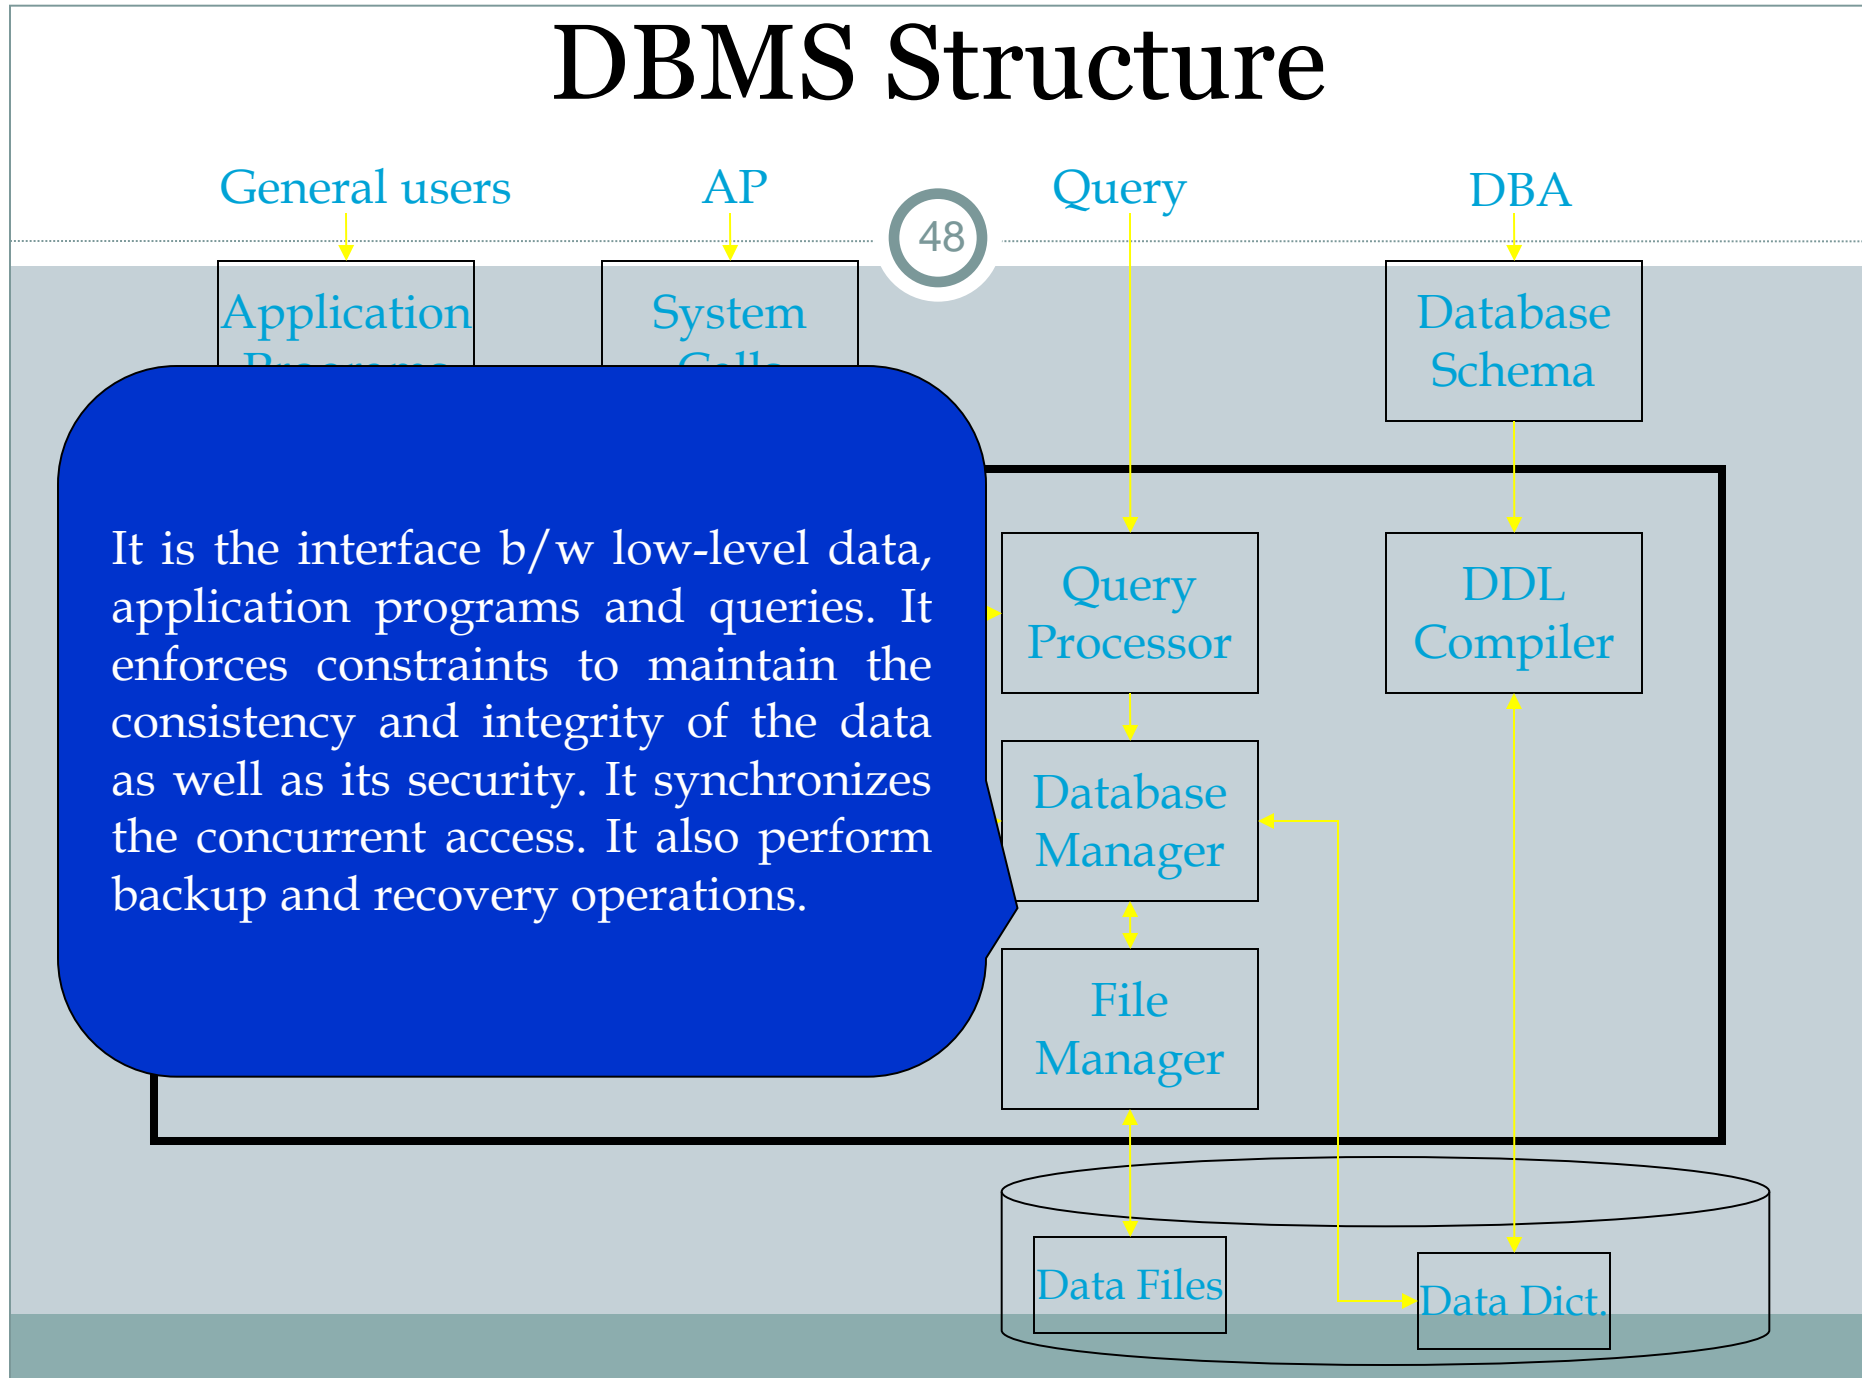 DBMS Structure
General users
AP
Query
DBA
48
Application
System
Database
Schema
It is the interface b/w low-level data,
application programs and queries. It
enforces constraints to maintain the
consistency and integrity of the data
as well as its security. It synchronizes
the concurrent access. It also perform
backup and recovery operations.
Query
Processor
DDL
Compiler
Database
Manager
File
Manager
Data Files
Data Dict.